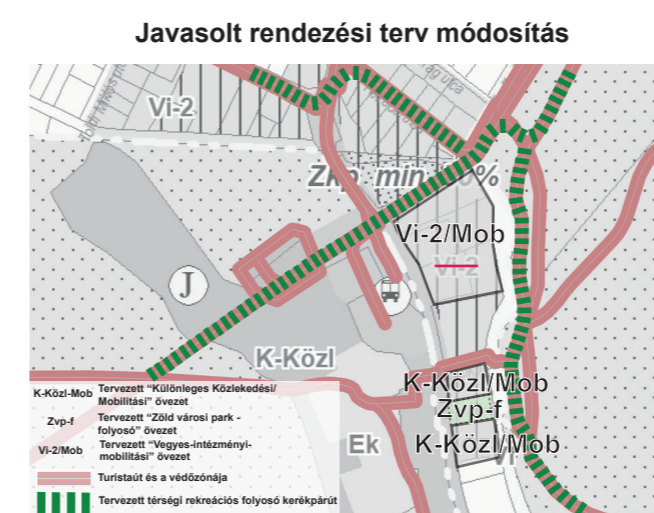 Javasolt rendezési terv módosítás
Vi-2
Zkp min
Vi-2/Mob
Vi-2
J
K-Közl
K-Közl/Mob
Zvp-f
K-Közl/Mob
Ek
K-Közl-Mob Tervezett "Különleges Közlekedési/
Mobilitási" övezet
Zvp-f Tervezett "Zöld városi park -
folyosó" övezet
Vi-2/Mob Tervezett "Vegyes-intézményi-
mobilitási" övezet
Turistaút és a védőzónája
Tervezett térségi rekreációs folyosó kerékpárút